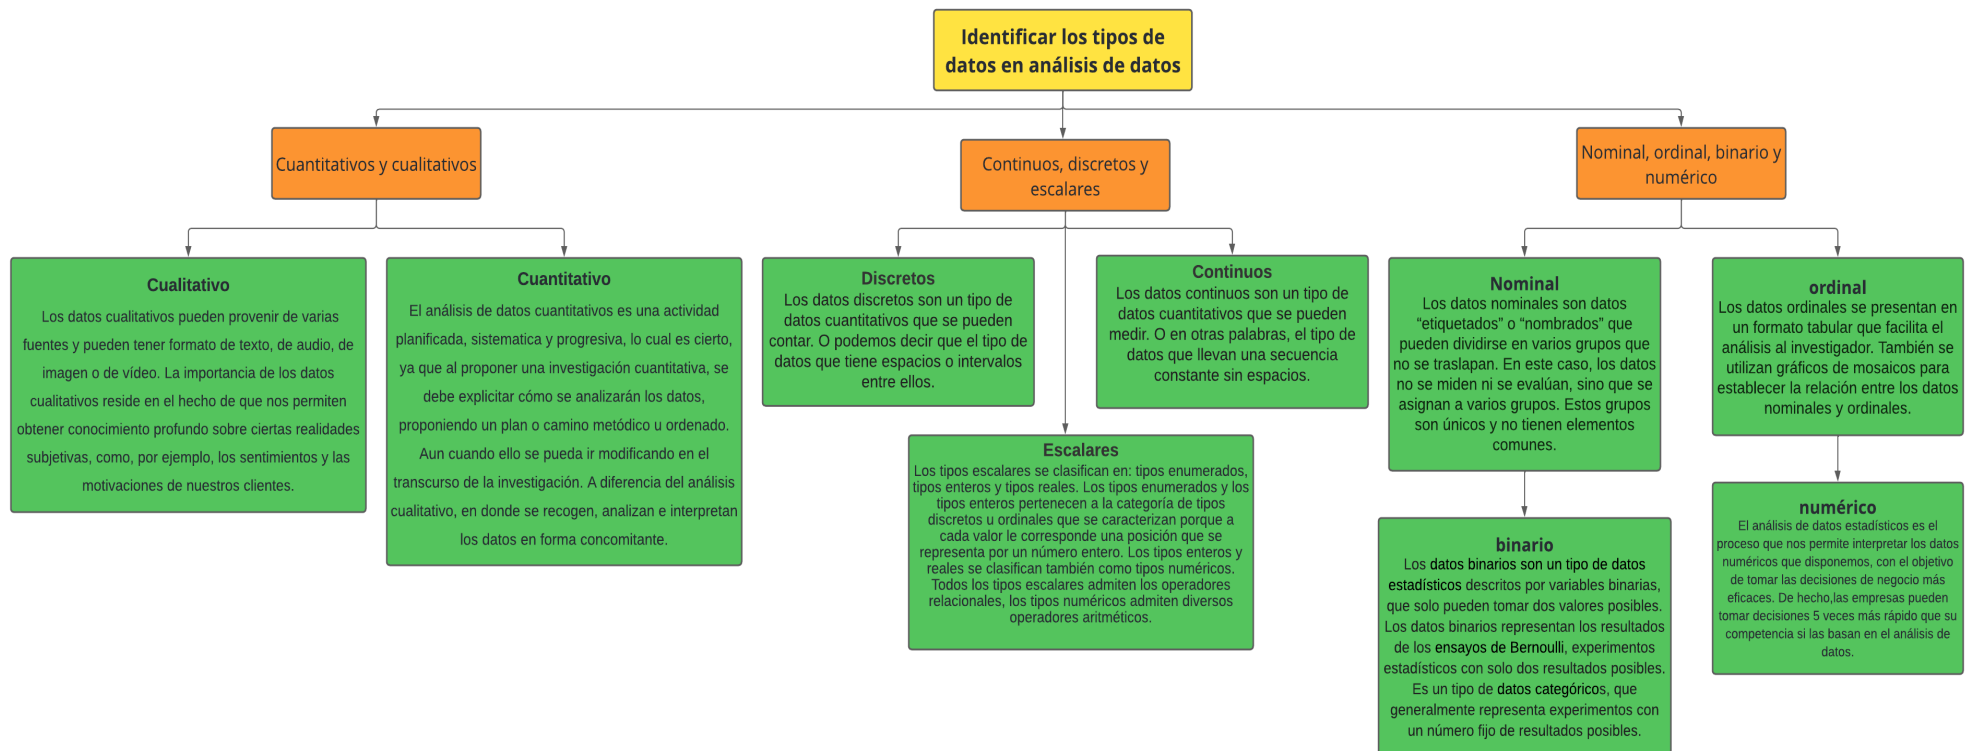 Identificar los tipos de
datos en análisis de datos
Cuantitativos y cualitativos
Continuos, discretos y
escalares
Nominal, ordinal, binario y
numérico
Cualitativo
Los datos cualitativos pueden provenir de varias
fuentes y pueden tener formato de texto, de audio, de
imagen o de vídeo. La importancia de los datos
cualitativos reside en el hecho de que nos permiten
obtener conocimiento profundo sobre ciertas realidades
subjetivas, como, por ejemplo, los sentimientos y las
motivaciones de nuestros clientes.
Cuantitativo
El análisis de datos cuantitativos es una actividad
planificada, sistematica y progresiva, lo cual es cierto,
ya que al proponer una investigación cuantitativa, se
debe explicitar cómo se analizarán los datos,
proponiendo un plan o camino metódico u ordenado.
Aun cuando ello se pueda ir modificando en el
transcurso de la investigación. A diferencia del análisis
cualitativo, en donde se recogen, analizan e interpretan
los datos en forma concomitante.
Discretos
Los datos discretos son un tipo de
datos cuantitativos que se pueden
contar. O podemos decir que el tipo de
datos que tiene espacios o intervalos
entre ellos.
Continuos
Los datos continuos son un tipo de
datos cuantitativos que se pueden
medir. O en otras palabras, el tipo de
datos que llevan una secuencia
constante sin espacios.
Escalares
Los tipos escalares se clasifican en: tipos enumerados,
tipos enteros y tipos reales. Los tipos enumerados y los
tipos enteros pertenecen a la categoría de tipos
discretos u ordinales que se caracterizan porque a
cada valor le corresponde una posición que se
representa por un número entero. Los tipos enteros y
reales se clasifican también como tipos numéricos.
Todos los tipos escalares admiten los operadores
relacionales, los tipos numéricos admiten diversos
operadores aritméticos.
Nominal
Los datos nominales son datos
“etiquetados” o “nombrados” que
pueden dividirse en varios grupos que
no se traslapan. En este caso, los datos
no se miden ni se evalúan, sino que se
asignan a varios grupos. Estos grupos
son únicos y no tienen elementos
comunes.
ordinal
Los datos ordinales se presentan en
un formato tabular que facilita el
análisis al investigador. También se
utilizan gráficos de mosaicos para
establecer la relación entre los datos
nominales y ordinales.
binario
Los datos binarios son un tipo de datos
estadísticos descritos por variables binarias,
que solo pueden tomar dos valores posibles.
Los datos binarios representan los resultados
de los ensayos de Bernoulli, experimentos
estadísticos con solo dos resultados posibles.
Es un tipo de datos categóricos, que
generalmente representa experimentos con
un número fijo de resultados posibles.
numérico
El análisis de datos estadísticos es el
proceso que nos permite interpretar los datos
numéricos que disponemos, con el objetivo
de tomar las decisiones de negocio más
eficaces. De hecho,las empresas pueden
tomar decisiones 5 veces más rápido que su
competencia si las basan en el análisis de
datos.